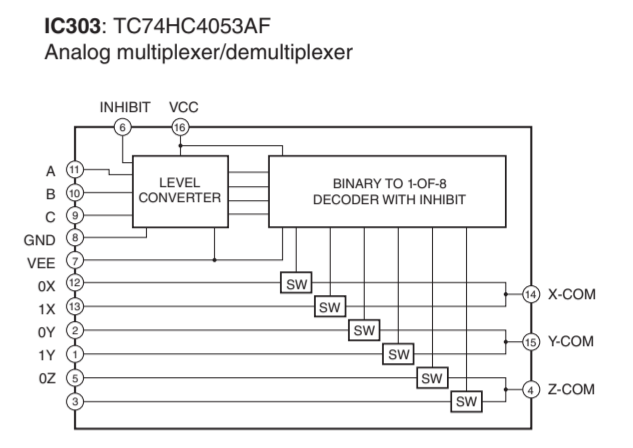 IC303: TC74HC4053AF
Analog multiplexer/demultiplexer
INHIBIT VCC
6 16
A 11
B 10
C 9
GND 8
VEE 7
0X 12
1X 13
0Y 2
1Y 1
0Z 5
3
LEVEL
CONVERTER
BINARY TO 1-OF-8
DECODER WITH INHIBIT
SW
SW
SW
SW
SW
SW
14 X-COM
15 Y-COM
4 Z-COM